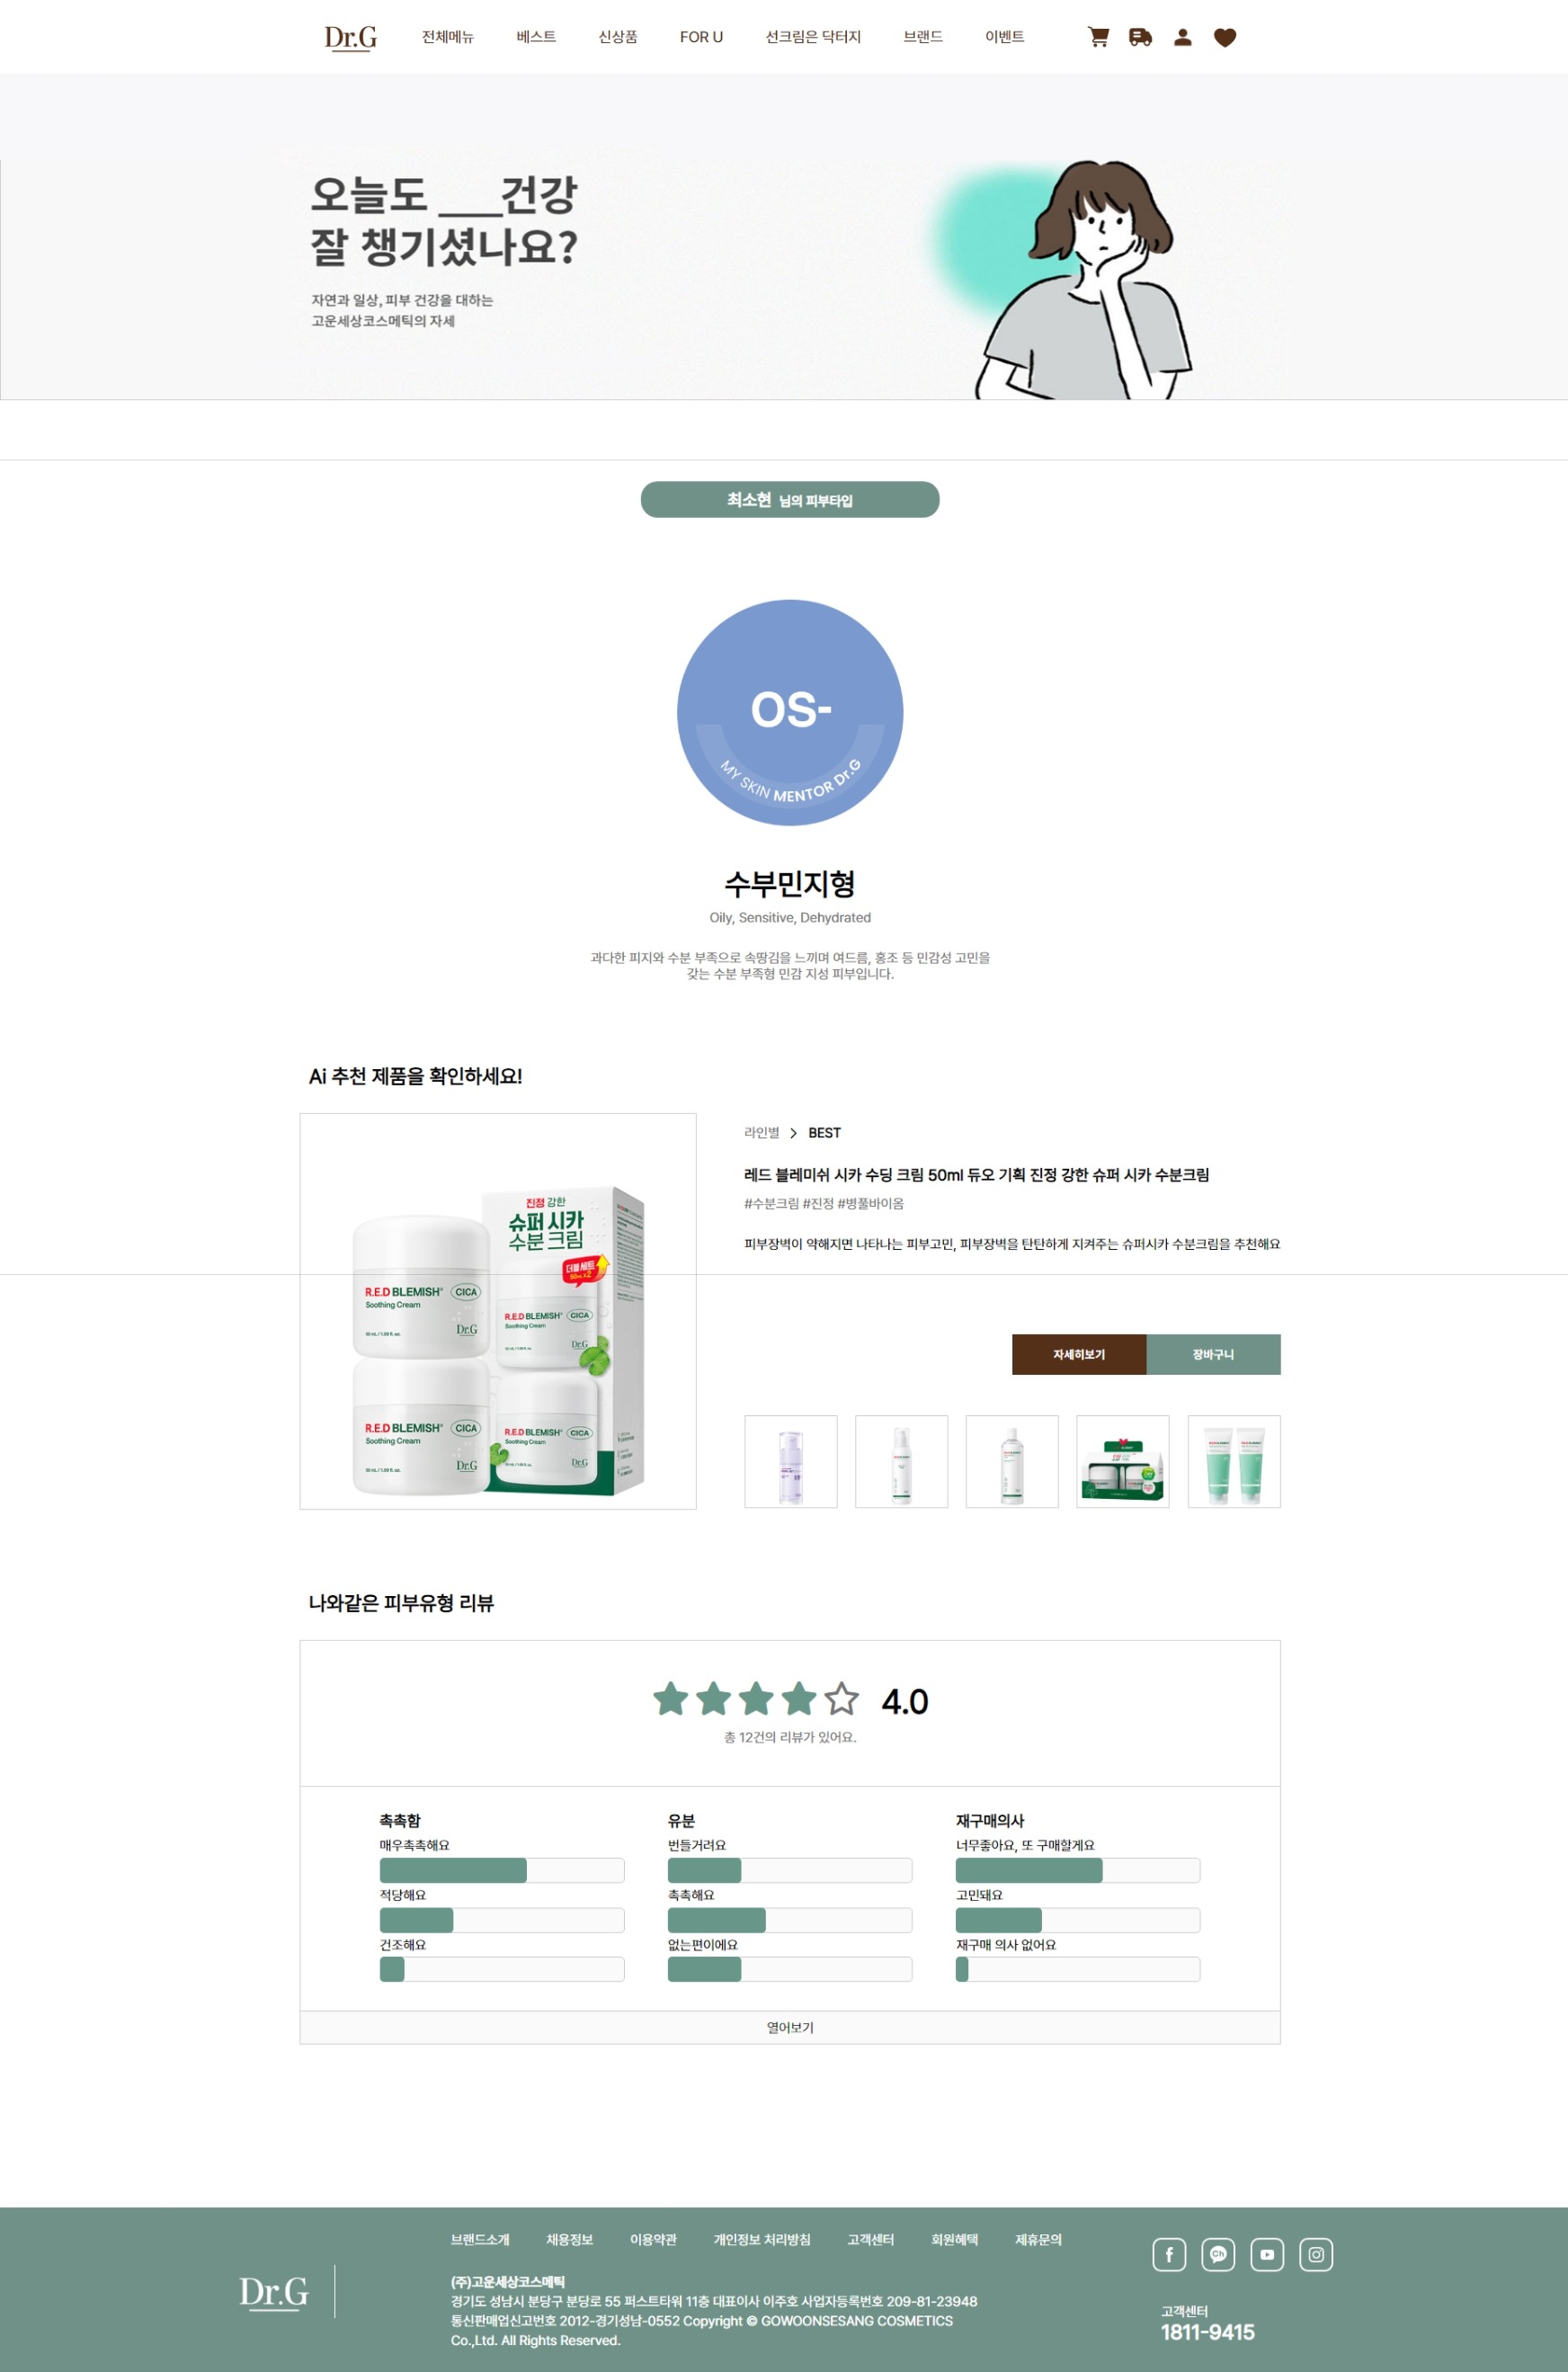 Dr.G
전체메뉴 베스트 신상품 FOR U 선크림은 닥터지 브랜드 이벤트
오늘도 ___건강
잘 챙기셨나요?
자연과 일상, 피부 건강을 대하는
고운세상코스메틱의 자세
최소현 님의 피부타입
OS-
MY SKIN MENTOR Dr.G
수부민지형
Oily, Sensitive, Dehydrated
과다한 피지와 수분 부족으로 속땅김을 느끼며 여드름, 홍조 등 민감성 고민을
갖는 수분 부족형 민감 지성 피부입니다.
Ai 추천 제품을 확인하세요!
라인별 > BEST
레드 블레미쉬 시카 수딩 크림 50ml 듀오 기획 진정 강한 슈퍼 시카 수분크림
#수분크림 #진정 #병풀바이옴
피부장벽이 약해지면 나타나는 피부고민, 피부장벽을 탄탄하게 지켜주는 슈퍼시카 수분크림을 추천해요
진정 강한
슈퍼 시카
수분 크림
더블세트
50mL x2
R.E.D BLEMISH CICA
Soothing Cream
Dr.G
R.E.D BLEMISH CICA
Soothing Cream
Dr.G
R.E.D BLEMISH CICA
Soothing Cream
Dr.G
R.E.D BLEMISH CICA
Soothing Cream
Dr.G
자세히보기 장바구니
나와같은 피부유형 리뷰
4.0
총 12건의 리뷰가 있어요.
촉촉함
매우촉촉해요
적당해요
건조해요
유분
번들거려요
촉촉해요
없는편이에요
재구매의사
너무좋아요, 또 구매할게요
고민돼요
재구매 의사 없어요
열어보기
Dr.G
브랜드소개 채용정보 이용약관 개인정보 처리방침 고객센터 회원혜택 제휴문의
(주)고운세상코스메틱
경기도 성남시 분당구 분당로 55 퍼스트타워 11층 대표이사 이주호 사업자등록번호 209-81-23948
통신판매업신고번호 2012-경기성남-0552 Copyright © GOWOONSESANG COSMETICS
Co.,Ltd. All Rights Reserved.
Ch
고객센터
1811-9415